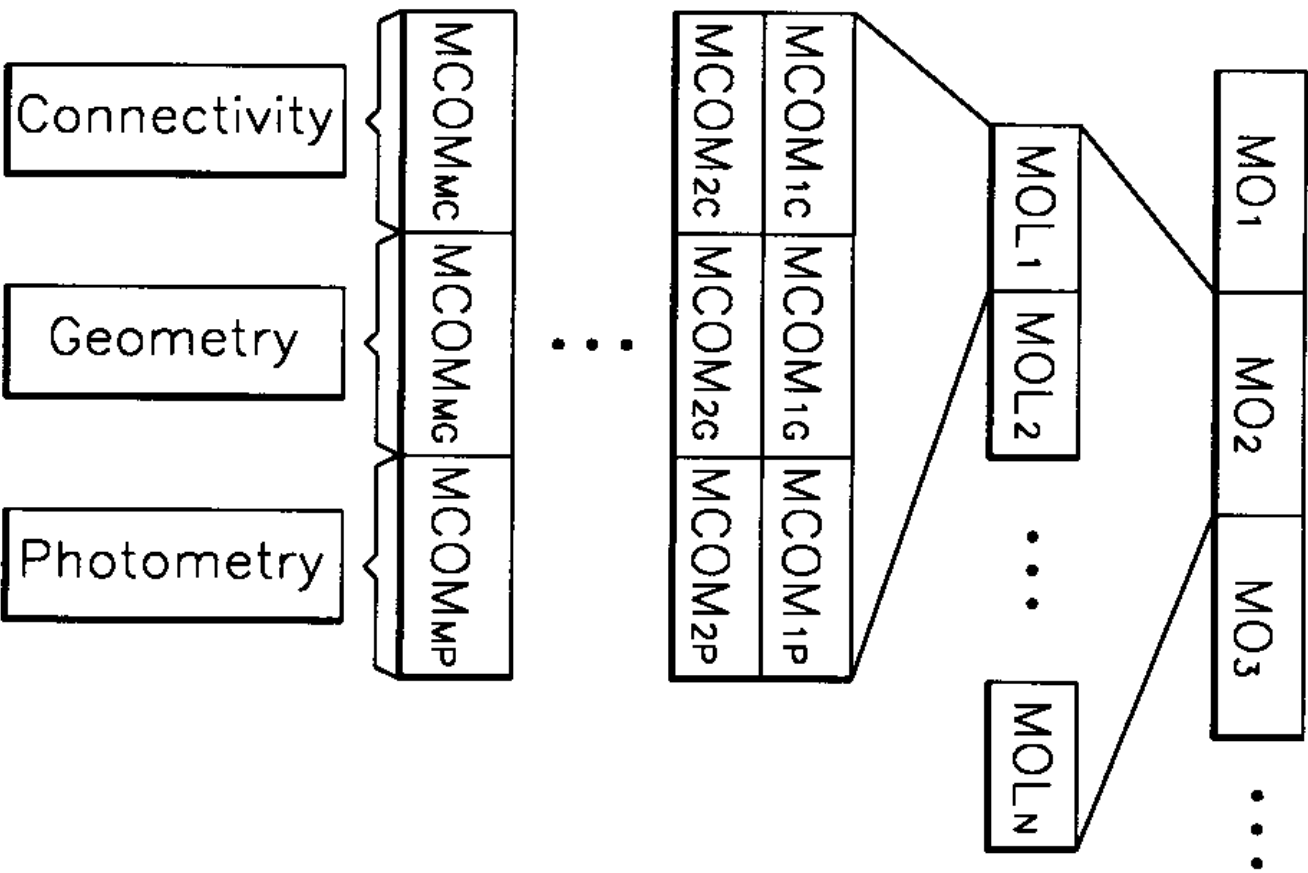 MO1 MO2 MO3 ...
MOL1 MOL2 ... MOLN
MCOM1C MCOM1G MCOM1P
MCOM2C MCOM2G MCOM2P
...
MCOMMC MCOMMG MCOMMP
Connectivity
Geometry
Photometry